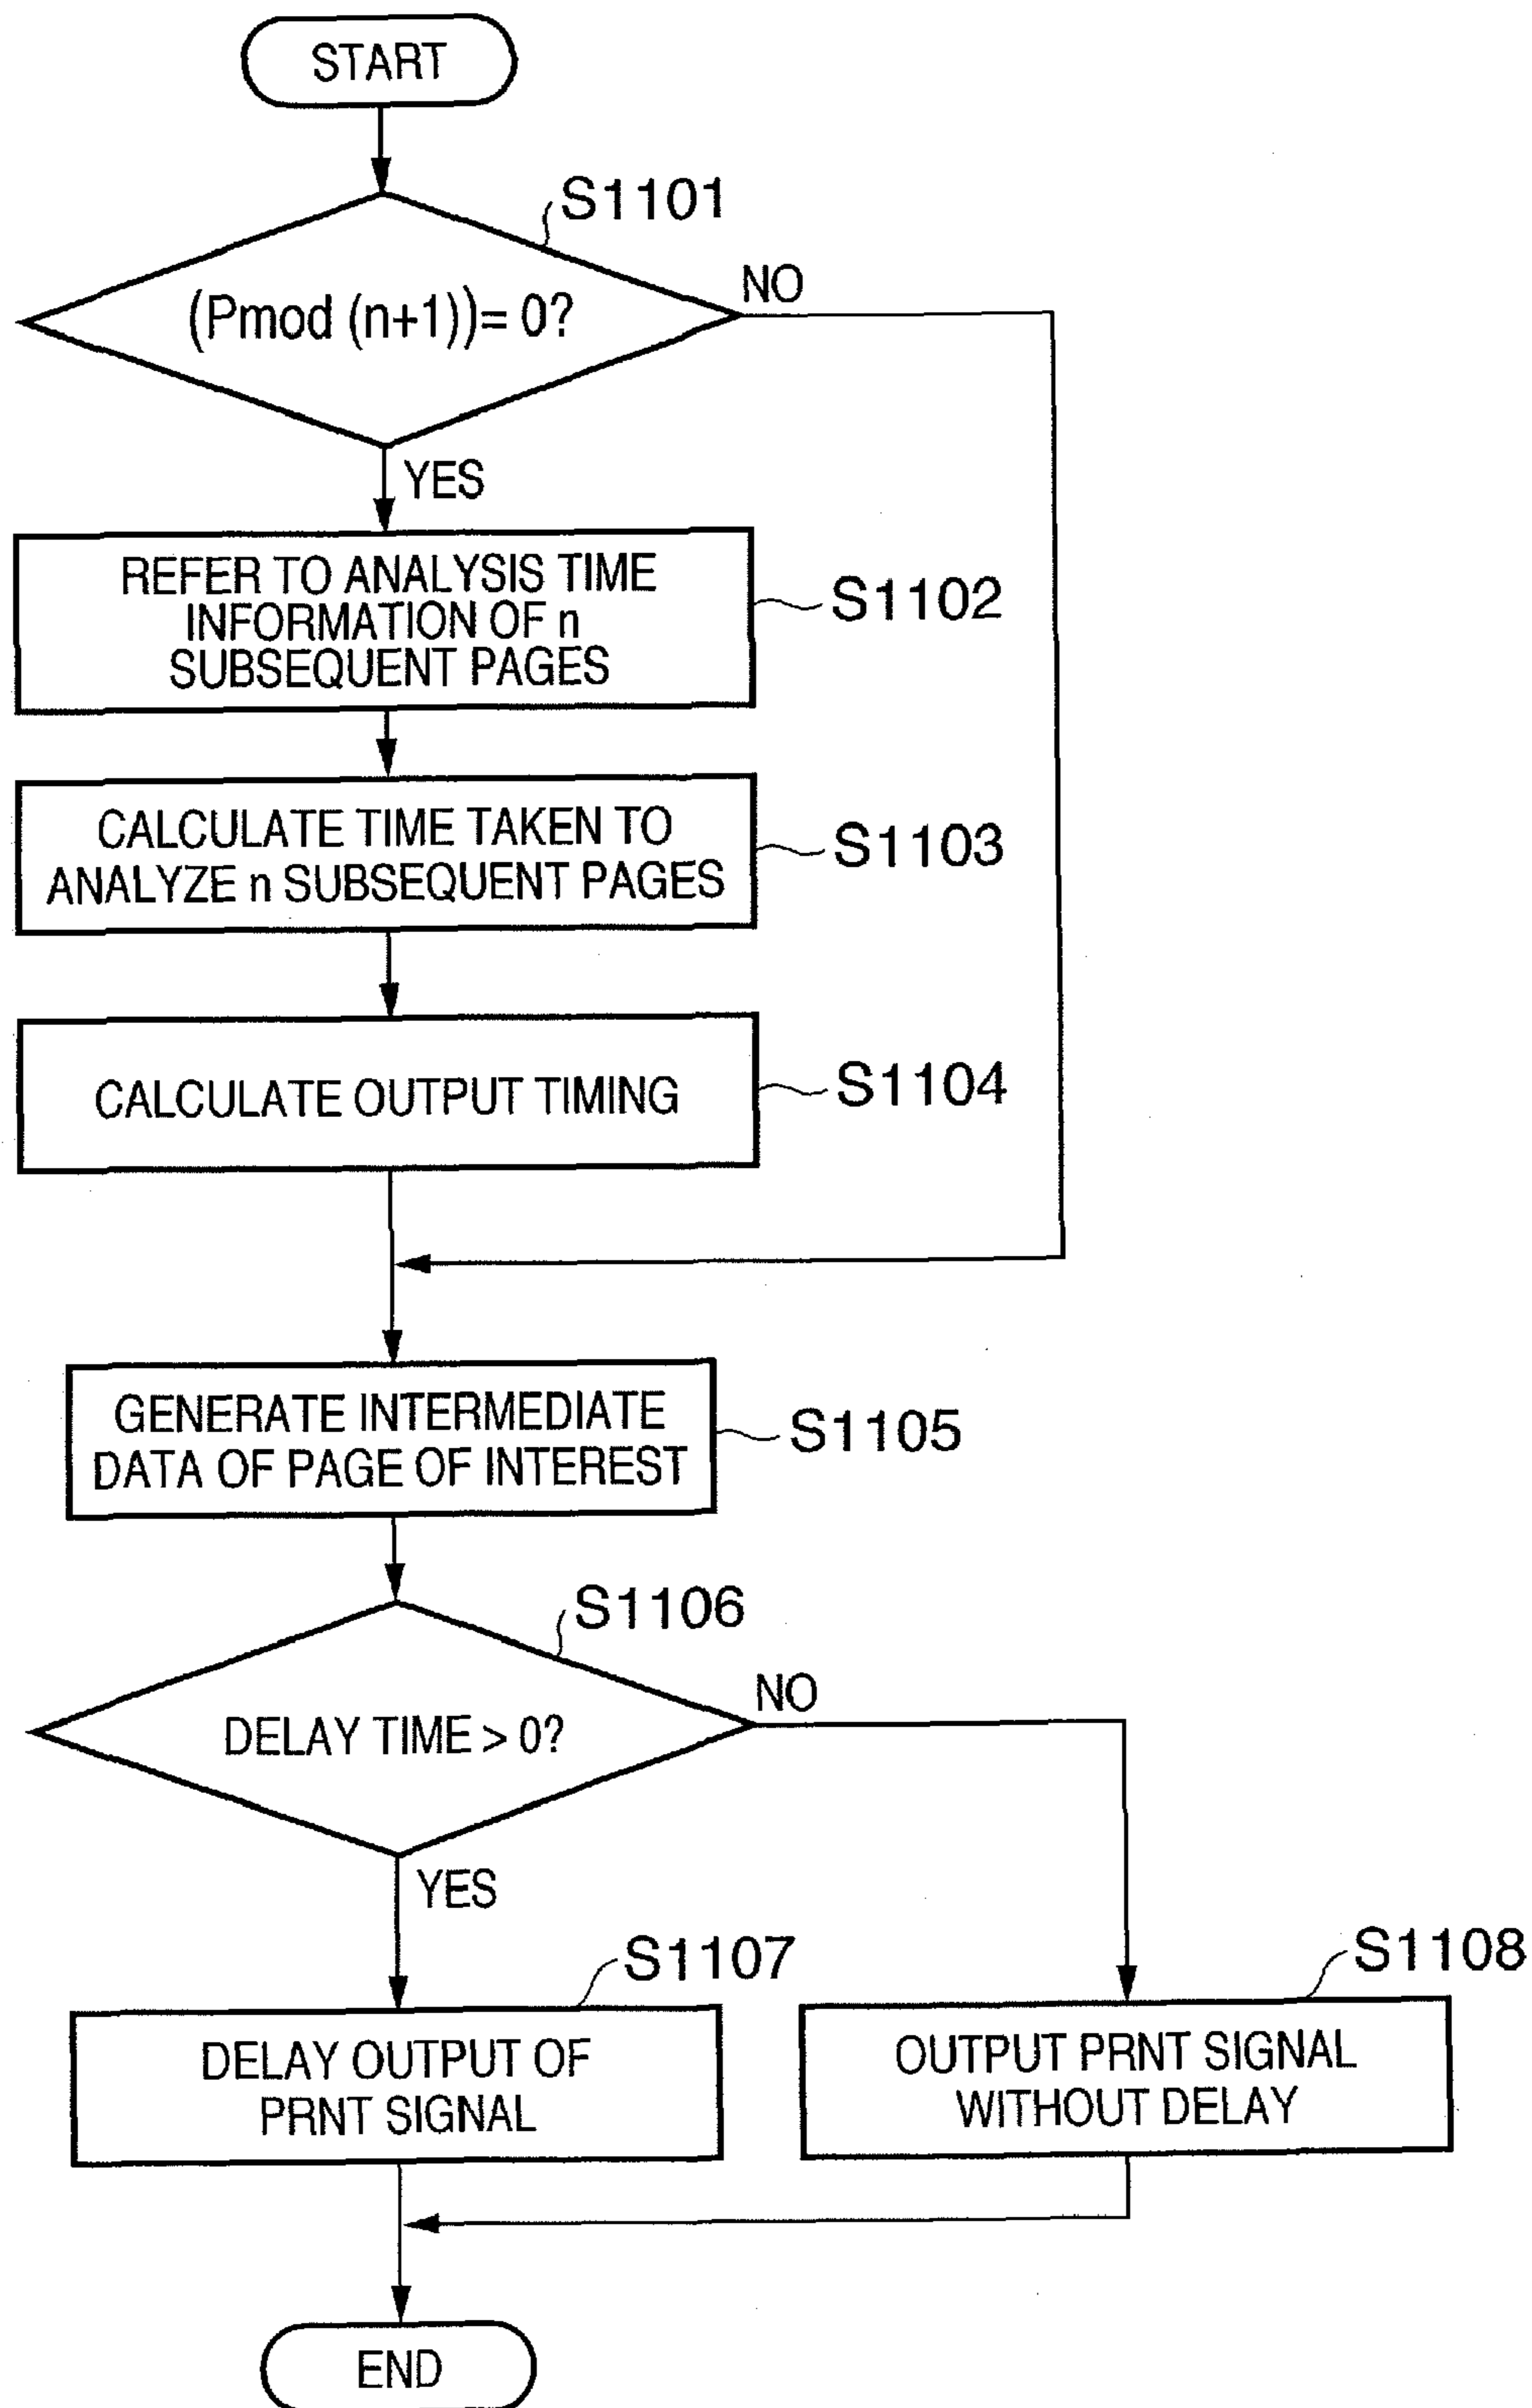 START
S1101
(Pmod (n+1))= 0?
NO
YES
REFER TO ANALYSIS TIME
INFORMATION OF n
SUBSEQUENT PAGES
S1102
CALCULATE TIME TAKEN TO
ANALYZE n SUBSEQUENT PAGES
S1103
CALCULATE OUTPUT TIMING
S1104
GENERATE INTERMEDIATE
DATA OF PAGE OF INTEREST
S1105
S1106
DELAY TIME > 0?
NO
YES
S1107
DELAY OUTPUT OF
PRNT SIGNAL
S1108
OUTPUT PRNT SIGNAL
WITHOUT DELAY
END